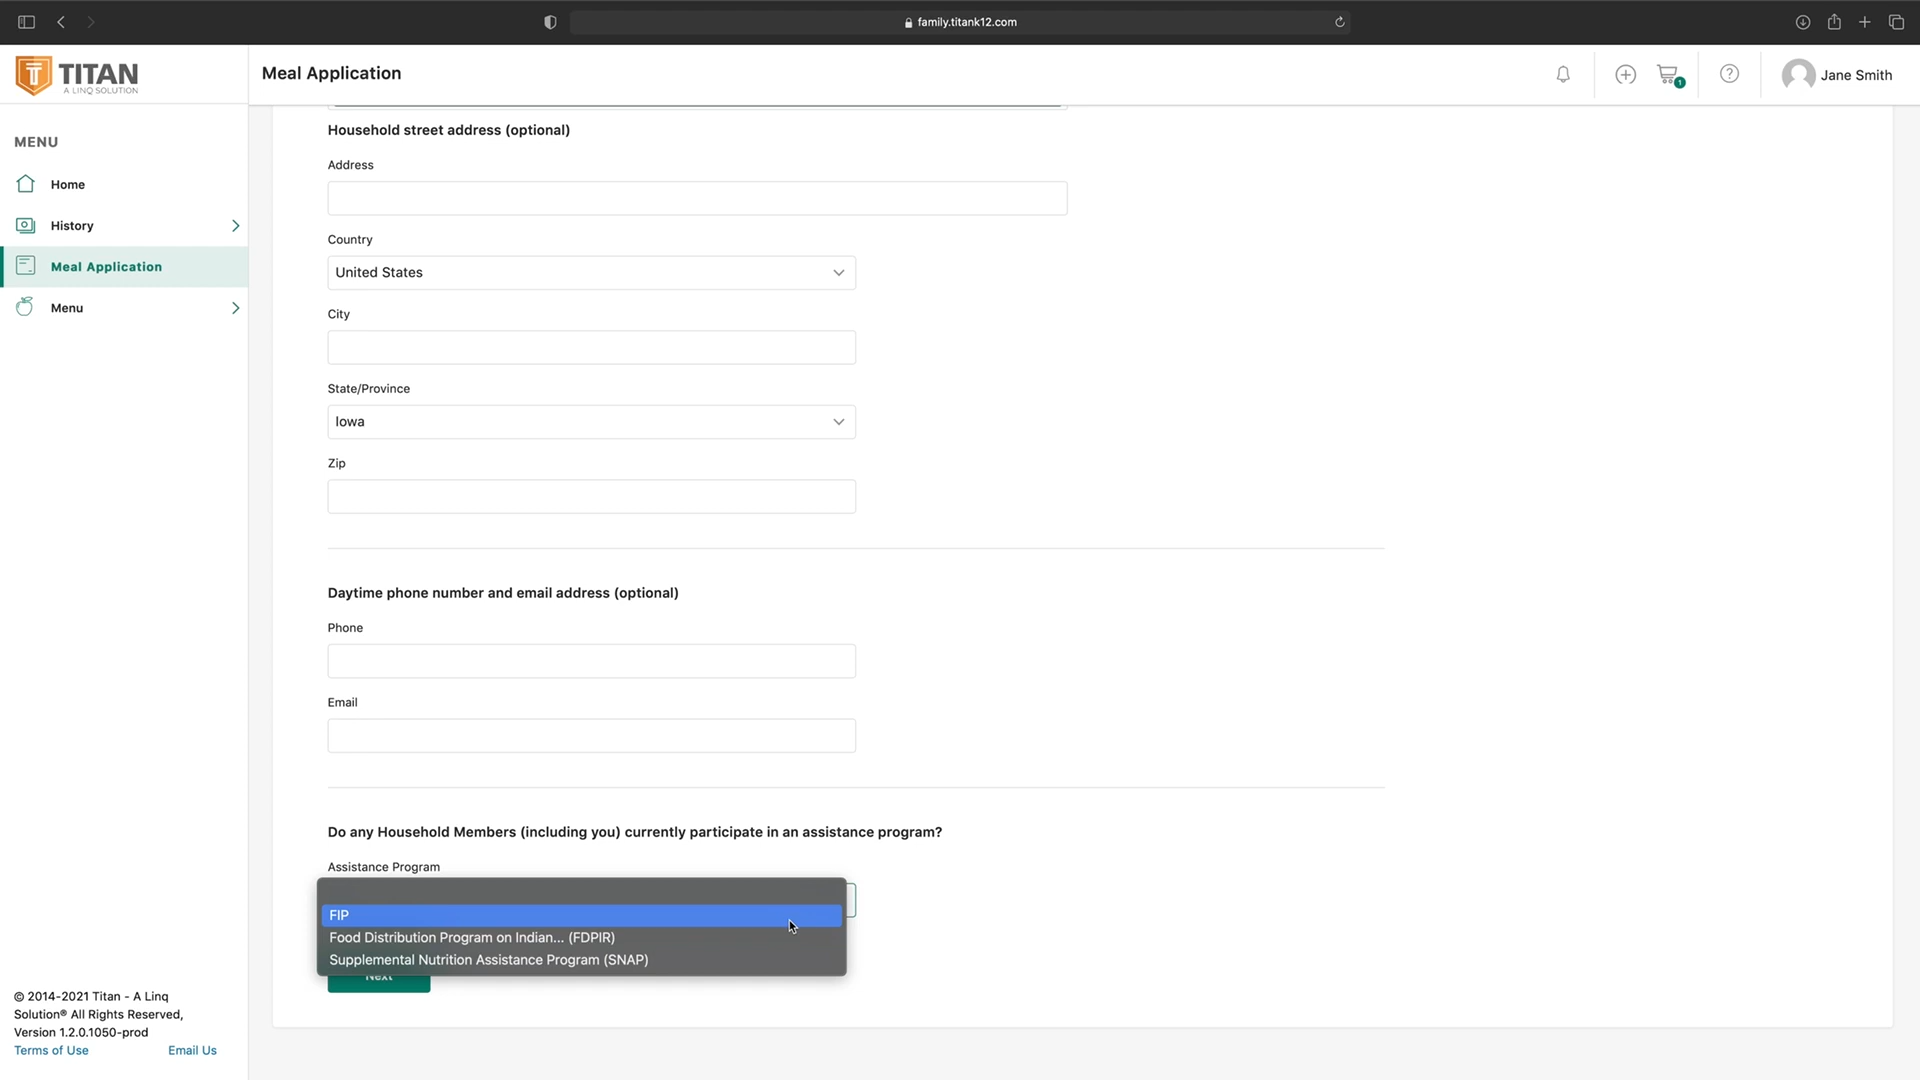 family.titank12.com
TITAN
A LINQ SOLUTION
Meal Application
1
Jane Smith
MENU
Home
History
Meal Application
Menu
Household street address (optional)
Address
Country
United States
City
State/Province
Iowa
Zip
Daytime phone number and email address (optional)
Phone
Email
Do any Household Members (including you) currently participate in an assistance program?
Assistance Program
FIP
Food Distribution Program on Indian... (FDPIR)
Supplemental Nutrition Assistance Program (SNAP)
Next
© 2014-2021 Titan - A Linq
Solution® All Rights Reserved,
Version 1.2.0.1050-prod
Terms of Use Email Us